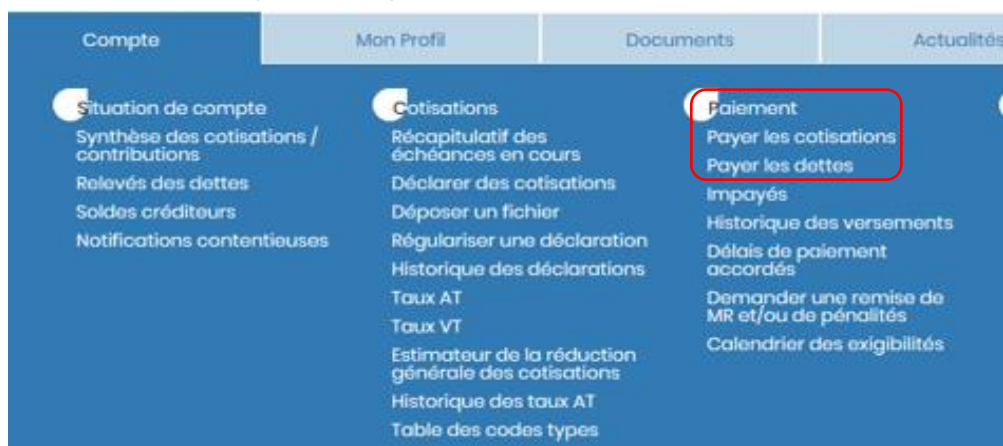 Compte
Mon Profil
Documents
Actualités
Situation de compte
Synthèse des cotisations /
contributions
Relevés des dettes
Soldes créditeurs
Notifications contentieuses
Cotisations
Récapitulatif des
échéances en cours
Déclarer des cotisations
Déposer un fichier
Régulariser une déclaration
Historique des déclarations
Taux AT
Taux VT
Estimateur de la réduction
générale des cotisations
Historique des taux AT
Table des codes types
Paiement
Payer les cotisations
Payer les dettes
Impayés
Historique des versements
Délais de paiement
accordés
Demander une remise de
MR et/ou de pénalités
Calendrier des exigibilités